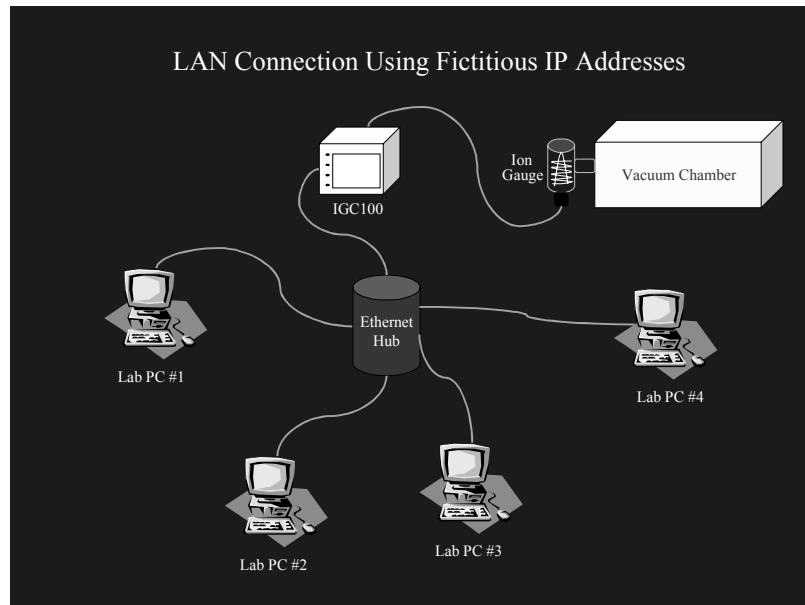 LAN Connection Using Fictitious IP Addresses
Ion
Gauge
Vacuum Chamber
IGC100
Ethernet
Hub
Lab PC #1
Lab PC #4
Lab PC #2
Lab PC #3